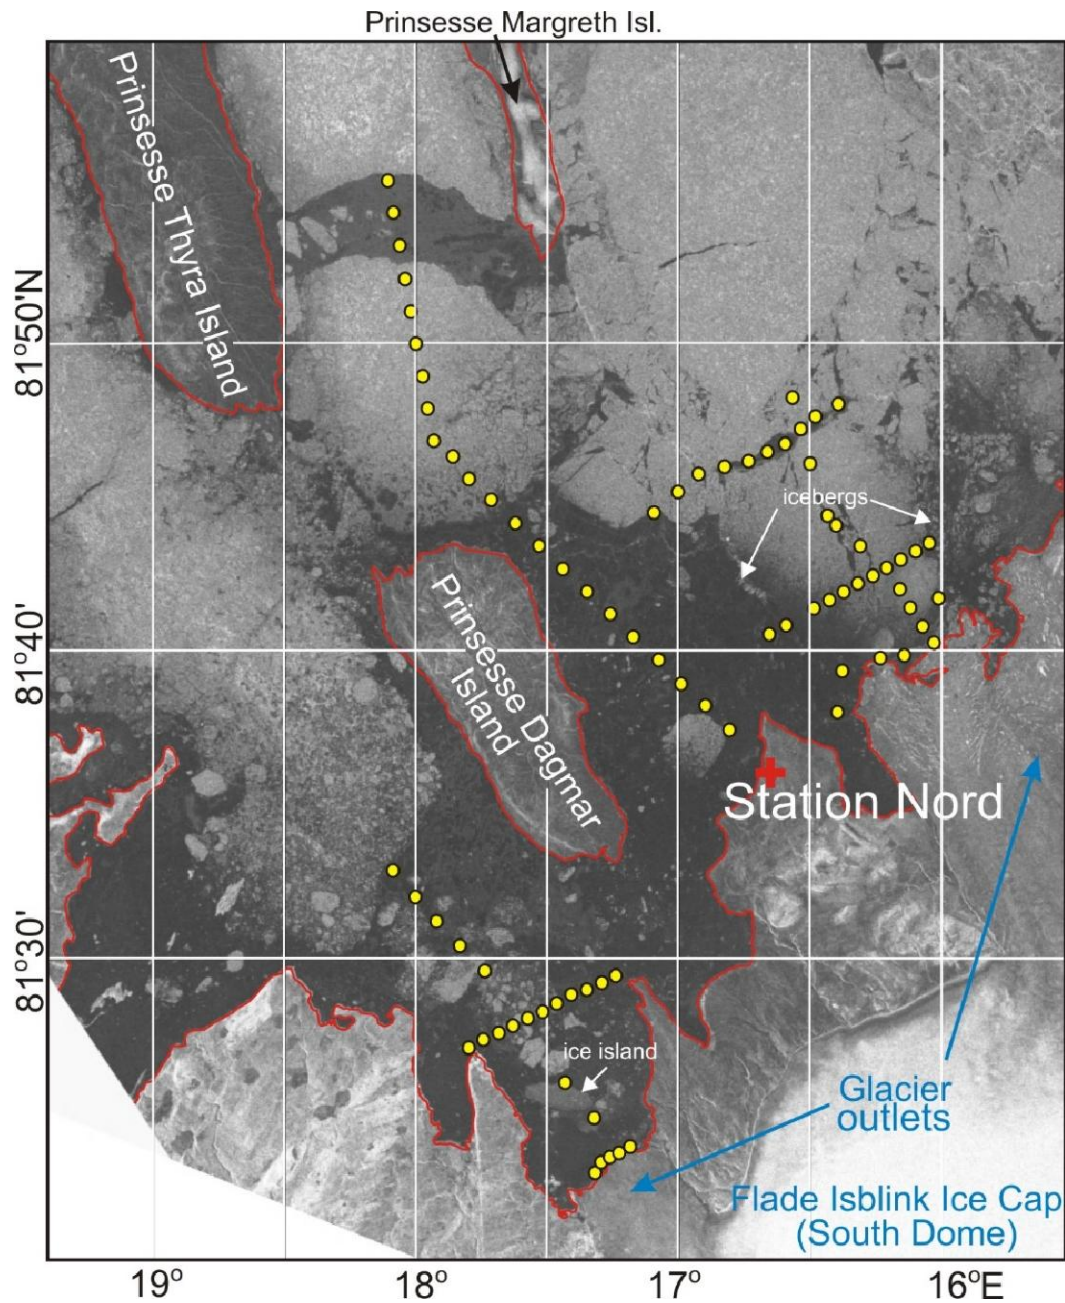 Prinsesse Margreth Isl.
Prinsesse Thyra Island
81°50'N
icebergs
Prinsesse Dagmar
Island
81°40'
Station Nord
81°30'
ice island
Glacier
outlets
Flade Isblink Ice Cap
(South Dome)
19°
18°
17°
16°E